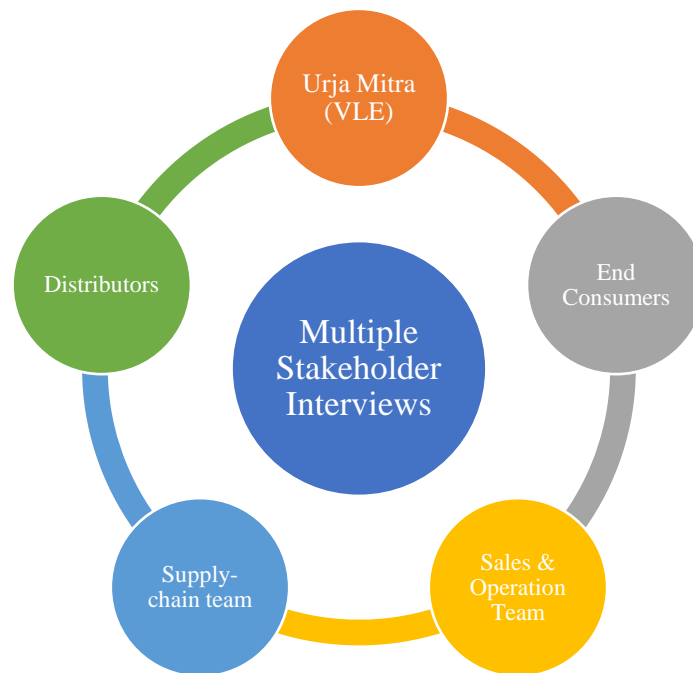 Urja Mitra
(VLE)
Distributors
End
Consumers
Multiple
Stakeholder
Interviews
Supply-
chain team
Sales &
Operation
Team